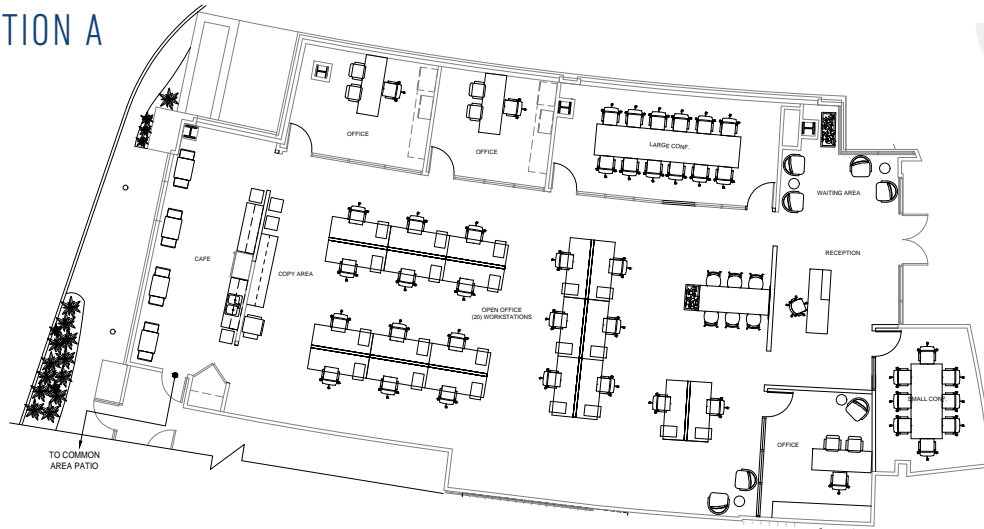 TION A
OFFICE
OFFICE
LARGE CONF.
WAITING AREA
RECEPTION
CAFE
COPY AREA
OPEN OFFICE
(20) WORKSTATIONS
SMALL CONF.
OFFICE
TO COMMON
AREA PATIO